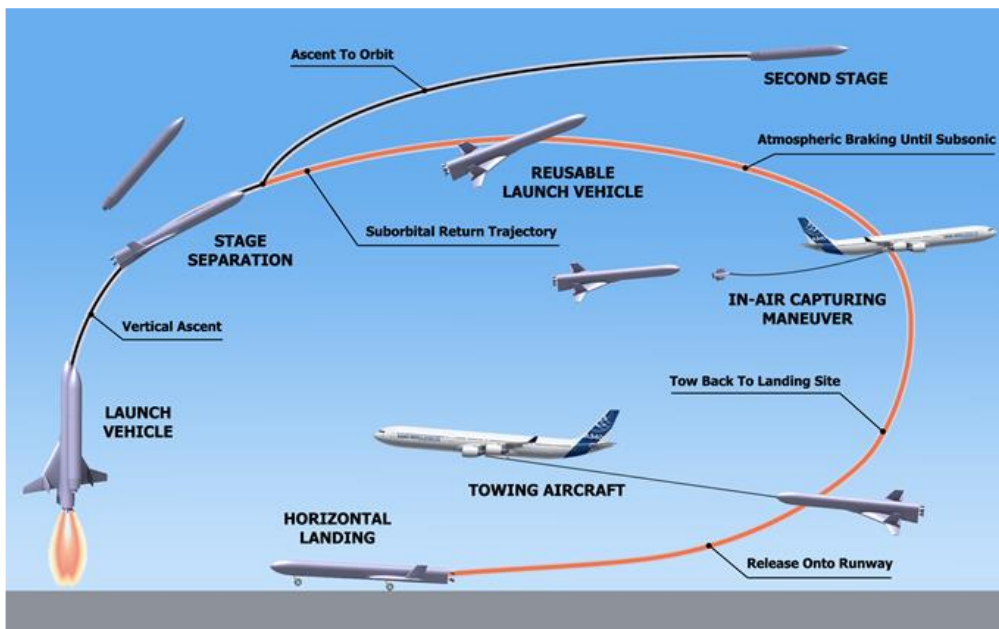 Ascent To Orbit
SECOND STAGE
Atmospheric Braking Until Subsonic
REUSABLE
LAUNCH VEHICLE
STAGE
SEPARATION
Suborbital Return Trajectory
IN-AIR CAPTURING
MANEUVER
Vertical Ascent
Tow Back To Landing Site
LAUNCH
VEHICLE
TOWING AIRCRAFT
HORIZONTAL
LANDING
Release Onto Runway